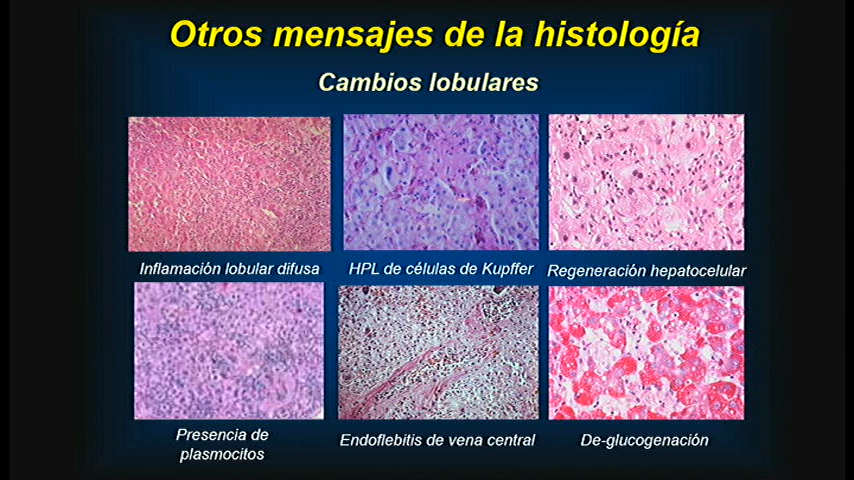 Otros mensajes de la histología
Cambios lobulares
Inflamación lobular difusa
HPL de células de Kupffer
Regeneración hepatocelular
Presencia de
plasmocitos
Endoflebitis de vena central
De-glucogenación